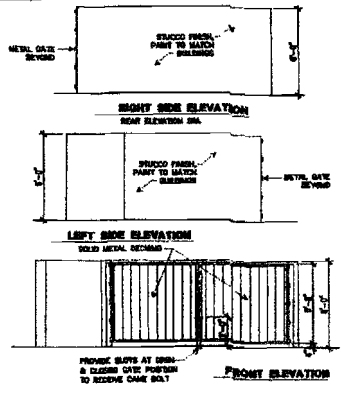 METAL GATE
BEYOND
STUCCO FINISH,
PAINT TO MATCH
BUILDINGS
6'-0"
RIGHT SIDE ELEVATION
REAR ELEVATION SIM.
6'-0"
STUCCO FINISH,
PAINT TO MATCH
BUILDINGS
METAL GATE
BEYOND
LEFT SIDE ELEVATION
SOLID METAL DECKING
PROVIDE SLOTS AT OPEN
& CLOSED GATE POSITION
TO RECEIVE CANE BOLT
FRONT ELEVATION